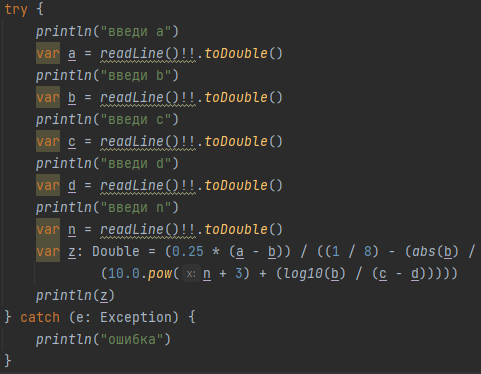 try {
println("введи a")
var a = readLine()!!.toDouble()
println("введи b")
var b = readLine()!!.toDouble()
println("введи c")
var c = readLine()!!.toDouble()
println("введи d")
var d = readLine()!!.toDouble()
println("введи n")
var n = readLine()!!.toDouble()
var z: Double = (0.25 * (a - b)) / ((1 / 8) - (abs(b) /
(10.0.pow( x: n + 3) + (log10(b) / (c - d)))))
println(z)
} catch (e: Exception) {
println("ошибка")
}